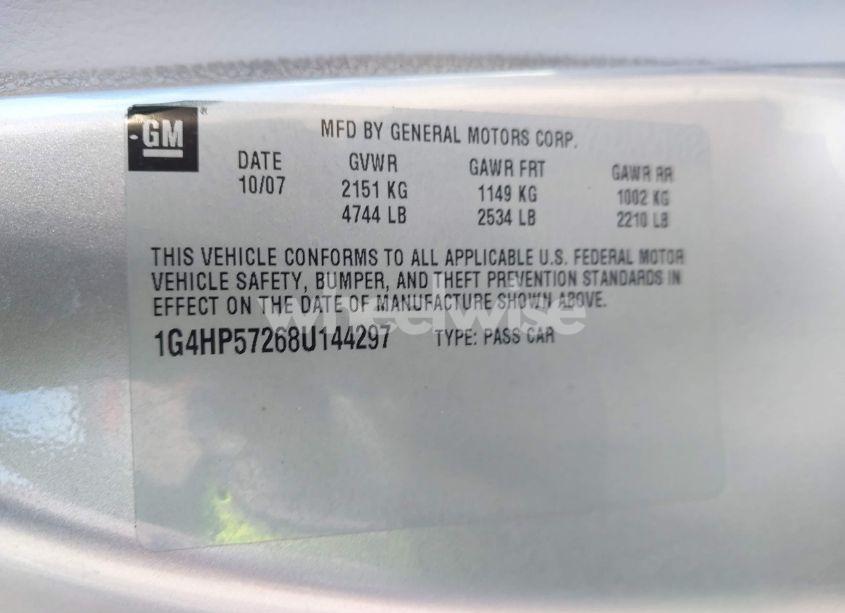 GM
MFD BY GENERAL MOTORS CORP.
DATE GVWR GAWR FRT GAWR RR
10/07 2151 KG 1149 KG 1002 KG
4744 LB 2534 LB 2210 LB
THIS VEHICLE CONFORMS TO ALL APPLICABLE U.S. FEDERAL MOTOR
VEHICLE SAFETY, BUMPER, AND THEFT PREVENTION STANDARDS IN
EFFECT ON THE DATE OF MANUFACTURE SHOWN ABOVE.
wheelwise
1G4HP57268U144297 TYPE: PASS CAR